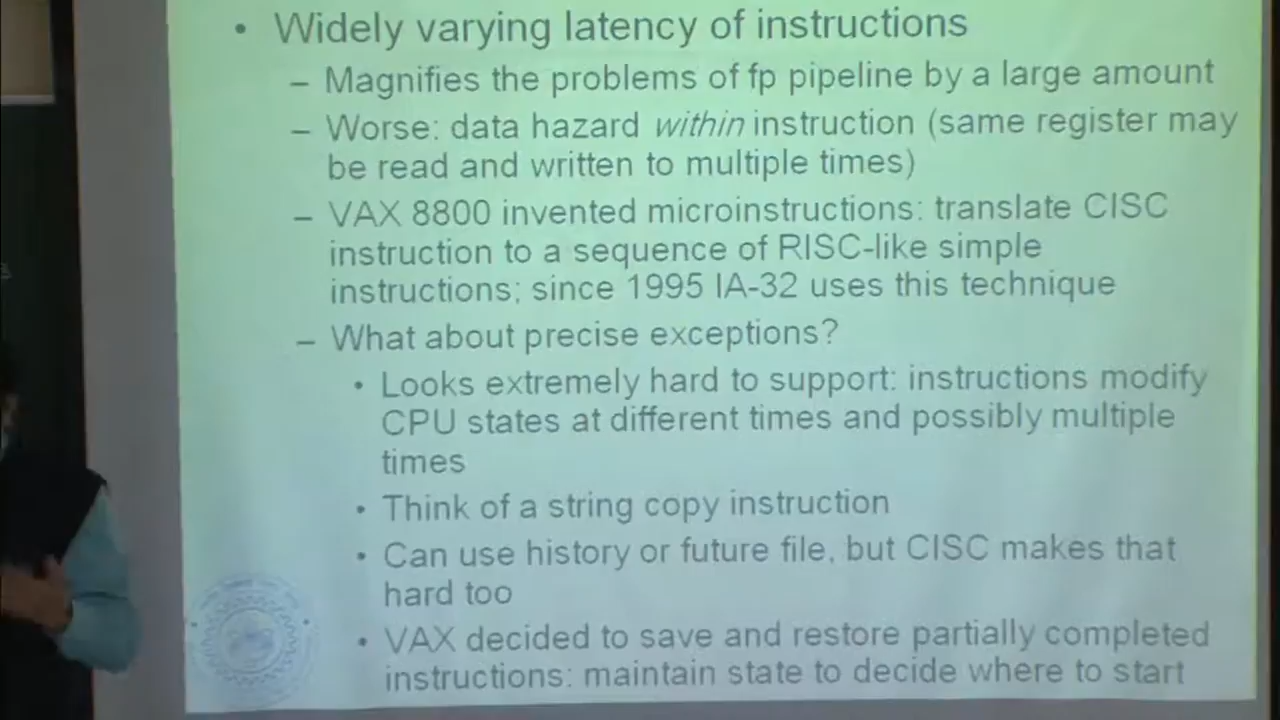 • Widely varying latency of instructions
– Magnifies the problems of fp pipeline by a large amount
– Worse: data hazard within instruction (same register may
be read and written to multiple times)
– VAX 8800 invented microinstructions: translate CISC
instruction to a sequence of RISC-like simple
instructions; since 1995 IA-32 uses this technique
– What about precise exceptions?
• Looks extremely hard to support: instructions modify
CPU states at different times and possibly multiple
times
• Think of a string copy instruction
• Can use history or future file, but CISC makes that
hard too
• VAX decided to save and restore partially completed
instructions: maintain state to decide where to start